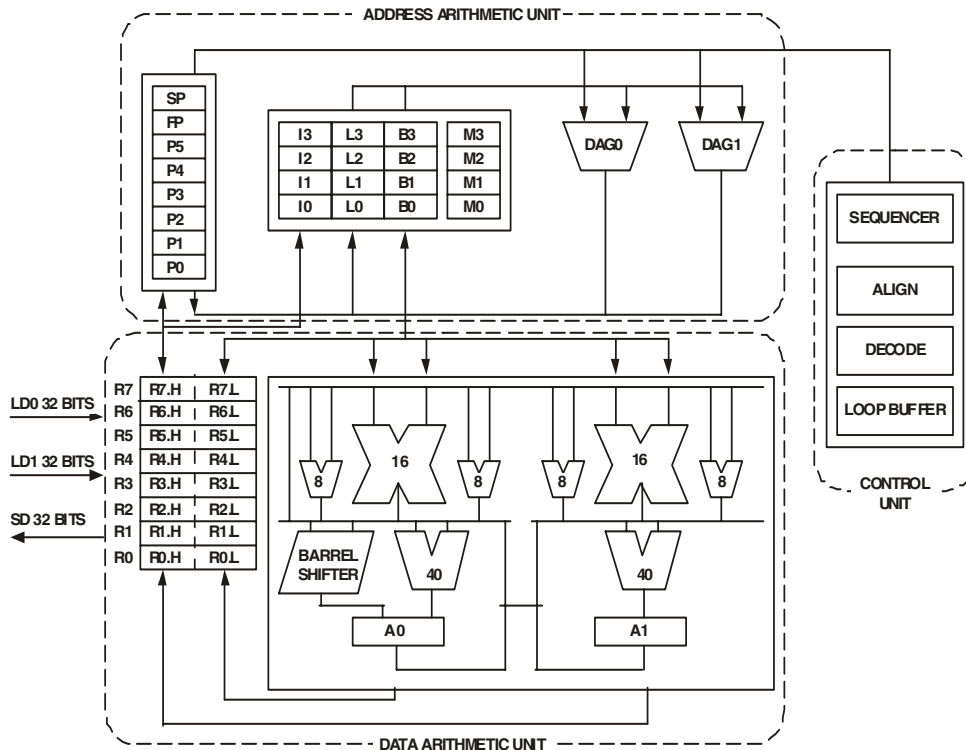 ADDRESS ARITHMETIC UNIT
SP
FP
P5
P4
P3
P2
P1
P0
I3 L3 B3 M3
I2 L2 B2 M2
I1 L1 B1 M1
I0 L0 B0 M0
DAG0 DAG1
SEQUENCER
ALIGN
DECODE
LOOP BUFFER
CONTROL
UNIT
LD0 32 BITS
LD1 32 BITS
SD 32 BITS
R7 R7.H R7.L
R6 R6.H R6.L
R5 R5.H R5.L
R4 R4.H R4.L
R3 R3.H R3.L
R2 R2.H R2.L
R1 R1.H R1.L
R0 R0.H R0.L
16 16
8 8 8 8
BARREL
SHIFTER
40 40
A0 A1
DATA ARITHMETIC UNIT